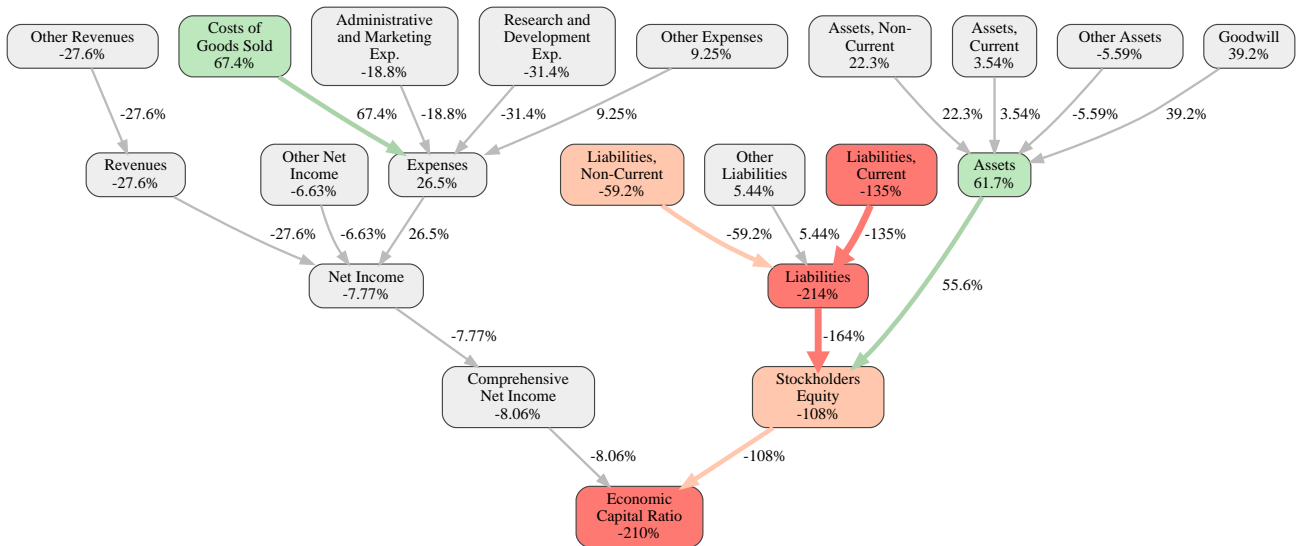 Other Revenues
-27.6%
Costs of
Goods Sold
67.4%
Administrative
and Marketing
Exp.
-18.8%
Research and
Development
Exp.
-31.4%
Other Expenses
9.25%
Assets, Non-
Current
22.3%
Assets,
Current
3.54%
Other Assets
-5.59%
Goodwill
39.2%
-27.6%
67.4%
-18.8%
-31.4%
9.25%
22.3%
3.54%
-5.59%
39.2%
Revenues
-27.6%
Other Net
Income
-6.63%
Expenses
26.5%
Liabilities,
Non-Current
-59.2%
Other
Liabilities
5.44%
Liabilities,
Current
-135%
Assets
61.7%
-27.6%
-6.63%
26.5%
-59.2%
5.44%
-135%
Net Income
-7.77%
Liabilities
-214%
55.6%
-7.77%
-164%
Comprehensive
Net Income
-8.06%
Stockholders
Equity
-108%
-8.06%
-108%
Economic
Capital Ratio
-210%